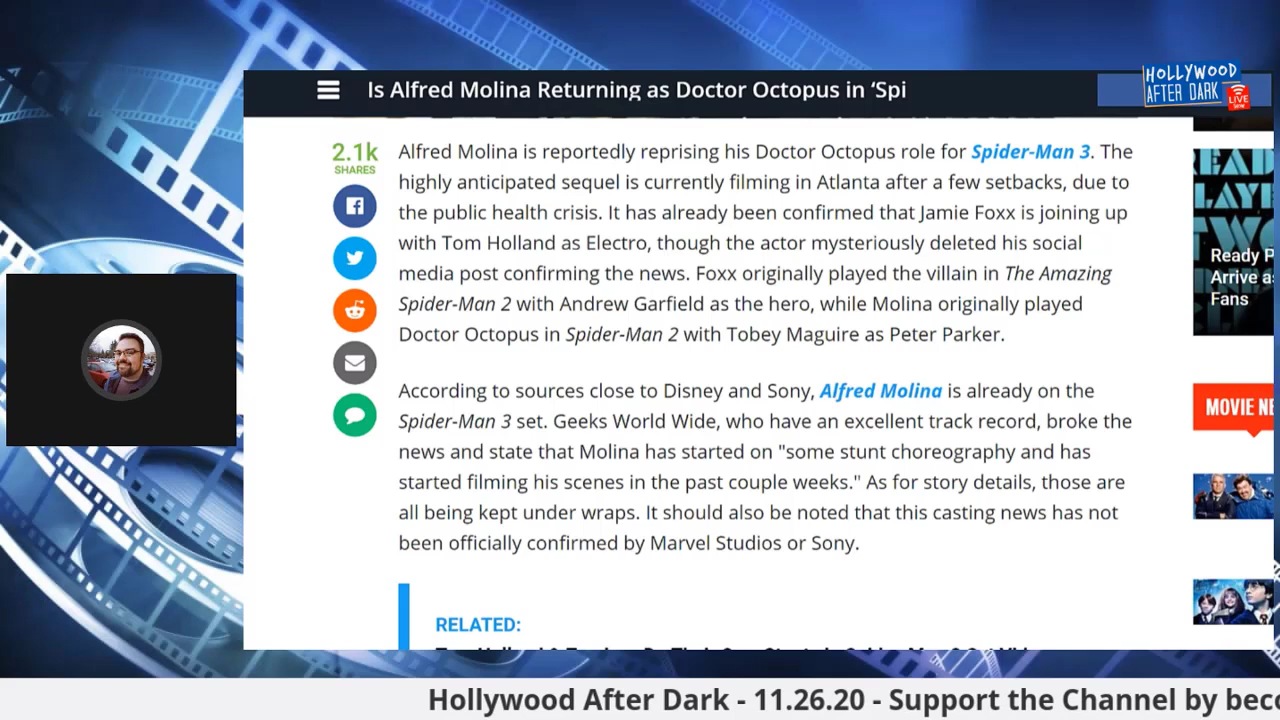 Is Alfred Molina Returning as Doctor Octopus in ‘Spi
HOLLYWOOD
AFTER DARK
LIVE
Show
2.1k
SHARES
Alfred Molina is reportedly reprising his Doctor Octopus role for Spider-Man 3. The
highly anticipated sequel is currently filming in Atlanta after a few setbacks, due to
the public health crisis. It has already been confirmed that Jamie Foxx is joining up
with Tom Holland as Electro, though the actor mysteriously deleted his social
media post confirming the news. Foxx originally played the villain in The Amazing
Spider-Man 2 with Andrew Garfield as the hero, while Molina originally played
Doctor Octopus in Spider-Man 2 with Tobey Maguire as Peter Parker.
According to sources close to Disney and Sony, Alfred Molina is already on the
Spider-Man 3 set. Geeks World Wide, who have an excellent track record, broke the
news and state that Molina has started on "some stunt choreography and has
started filming his scenes in the past couple weeks." As for story details, those are
all being kept under wraps. It should also be noted that this casting news has not
been officially confirmed by Marvel Studios or Sony.
RELATED:
Ready P
Arrive a
Fans
MOVIE NE
Hollywood After Dark - 11.26.20 - Support the Channel by beco